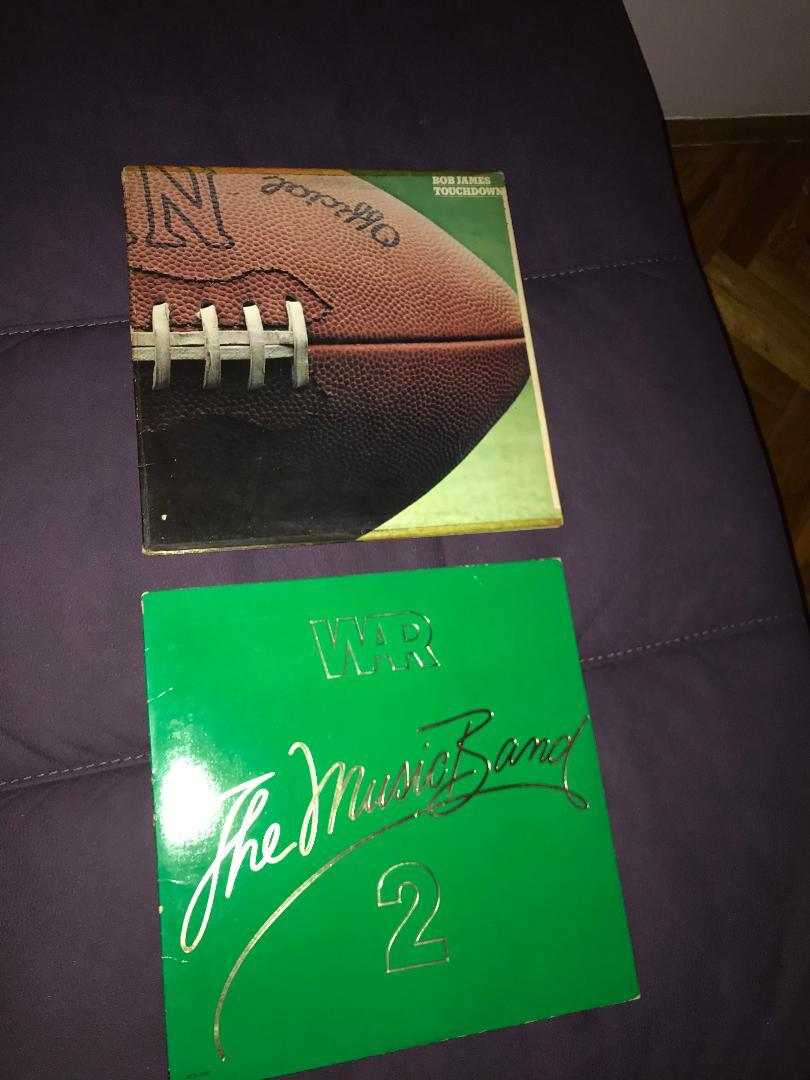 BOB JAMES
TOUCHDOWN
Official
N
WAR
The Music Band
2